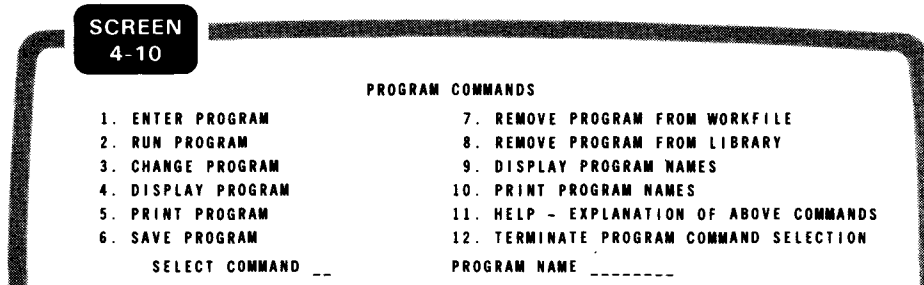 SCREEN
4-10
PROGRAM COMMANDS
1. ENTER PROGRAM
2. RUN PROGRAM
3. CHANGE PROGRAM
4. DISPLAY PROGRAM
5. PRINT PROGRAM
6. SAVE PROGRAM
7. REMOVE PROGRAM FROM WORKFILE
8. REMOVE PROGRAM FROM LIBRARY
9. DISPLAY PROGRAM NAMES
10. PRINT PROGRAM NAMES
11. HELP - EXPLANATION OF ABOVE COMMANDS
12. TERMINATE PROGRAM COMMAND SELECTION
SELECT COMMAND __ PROGRAM NAME ________